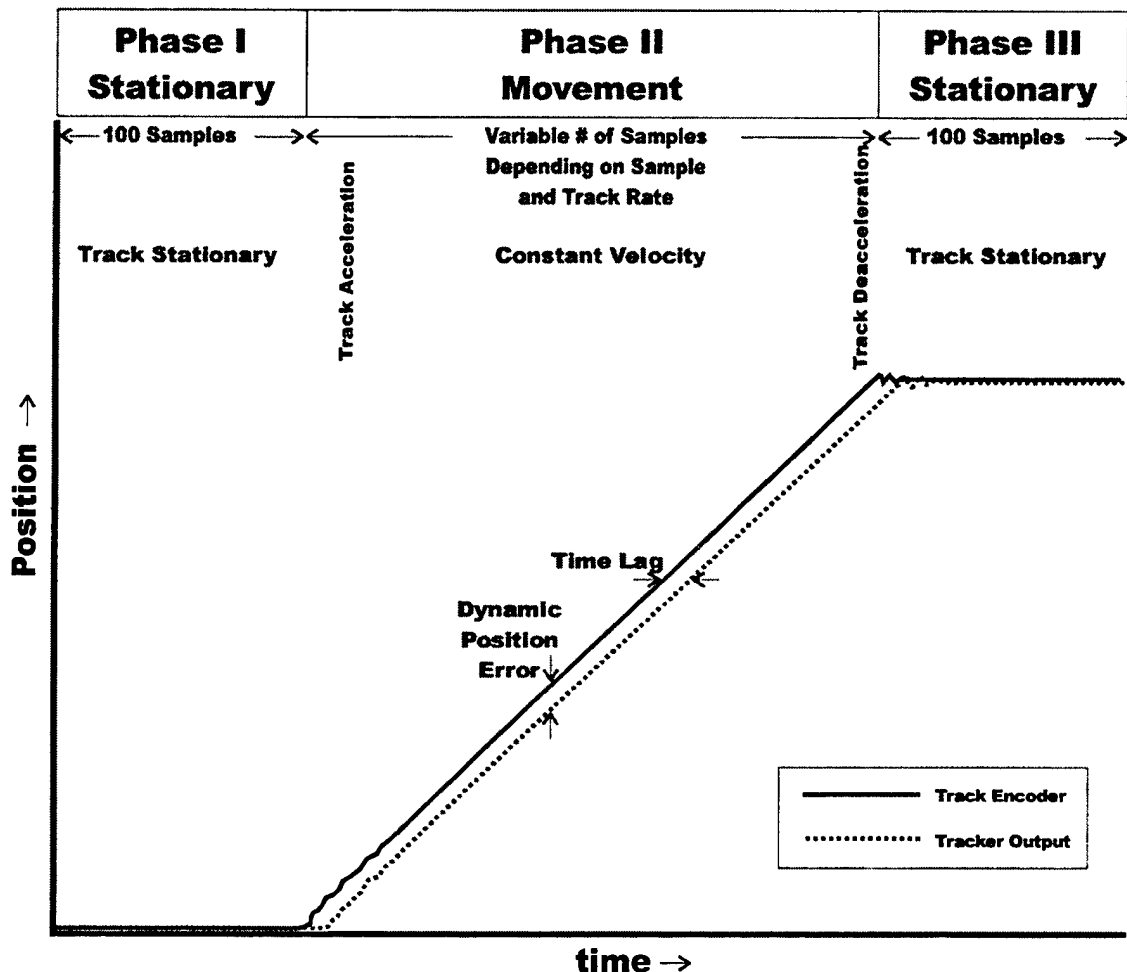 Phase I
Stationary
Phase II
Movement
Phase III
Stationary
100 Samples
Variable # of Samples
Depending on Sample
and Track Rate
100 Samples
Track Stationary
Track Acceleration
Constant Velocity
Track Deacceleration
Track Stationary
Position →
Time Lag
Dynamic
Position
Error
Track Encoder
Tracker Output
time →